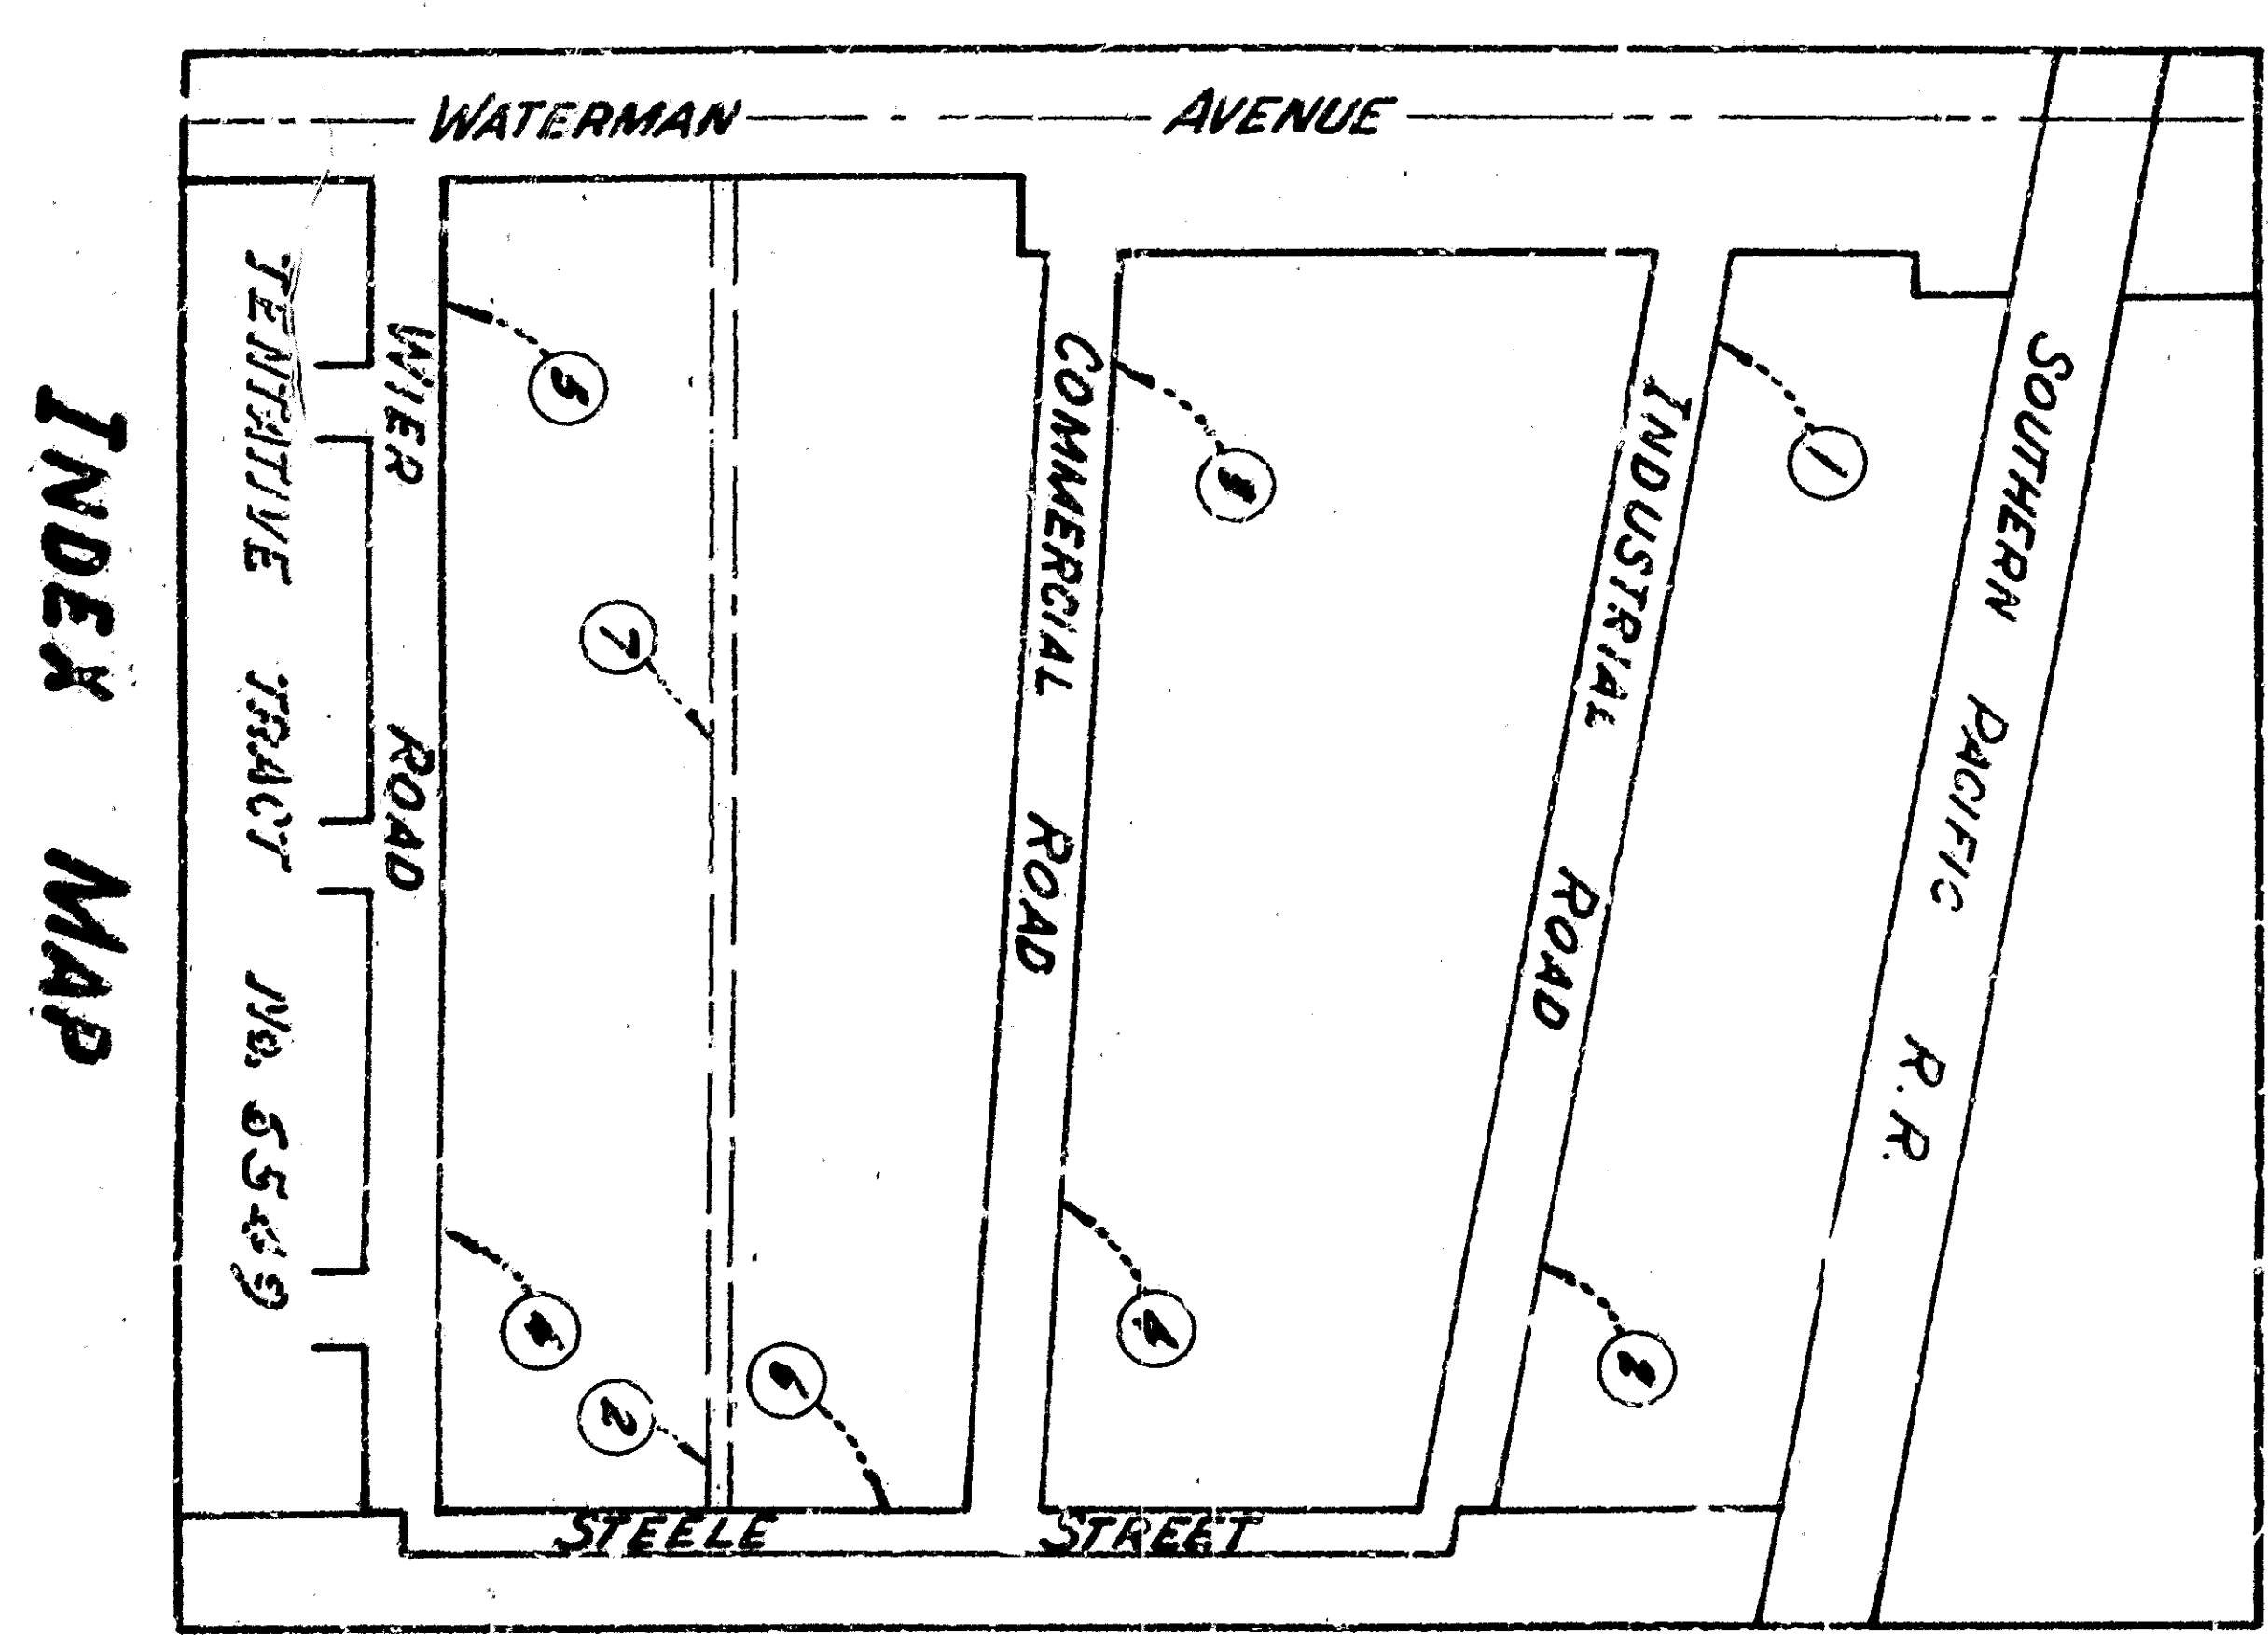 WATERMAN AVENUE
SOUTHERN PACIFIC R.R.
INDUSTRIAL ROAD
COMMERCIAL ROAD
WIER ROAD
TENTATIVE TRACT No. 5549
1
7
2
6
5
STEELE STREET
INDEX MAP